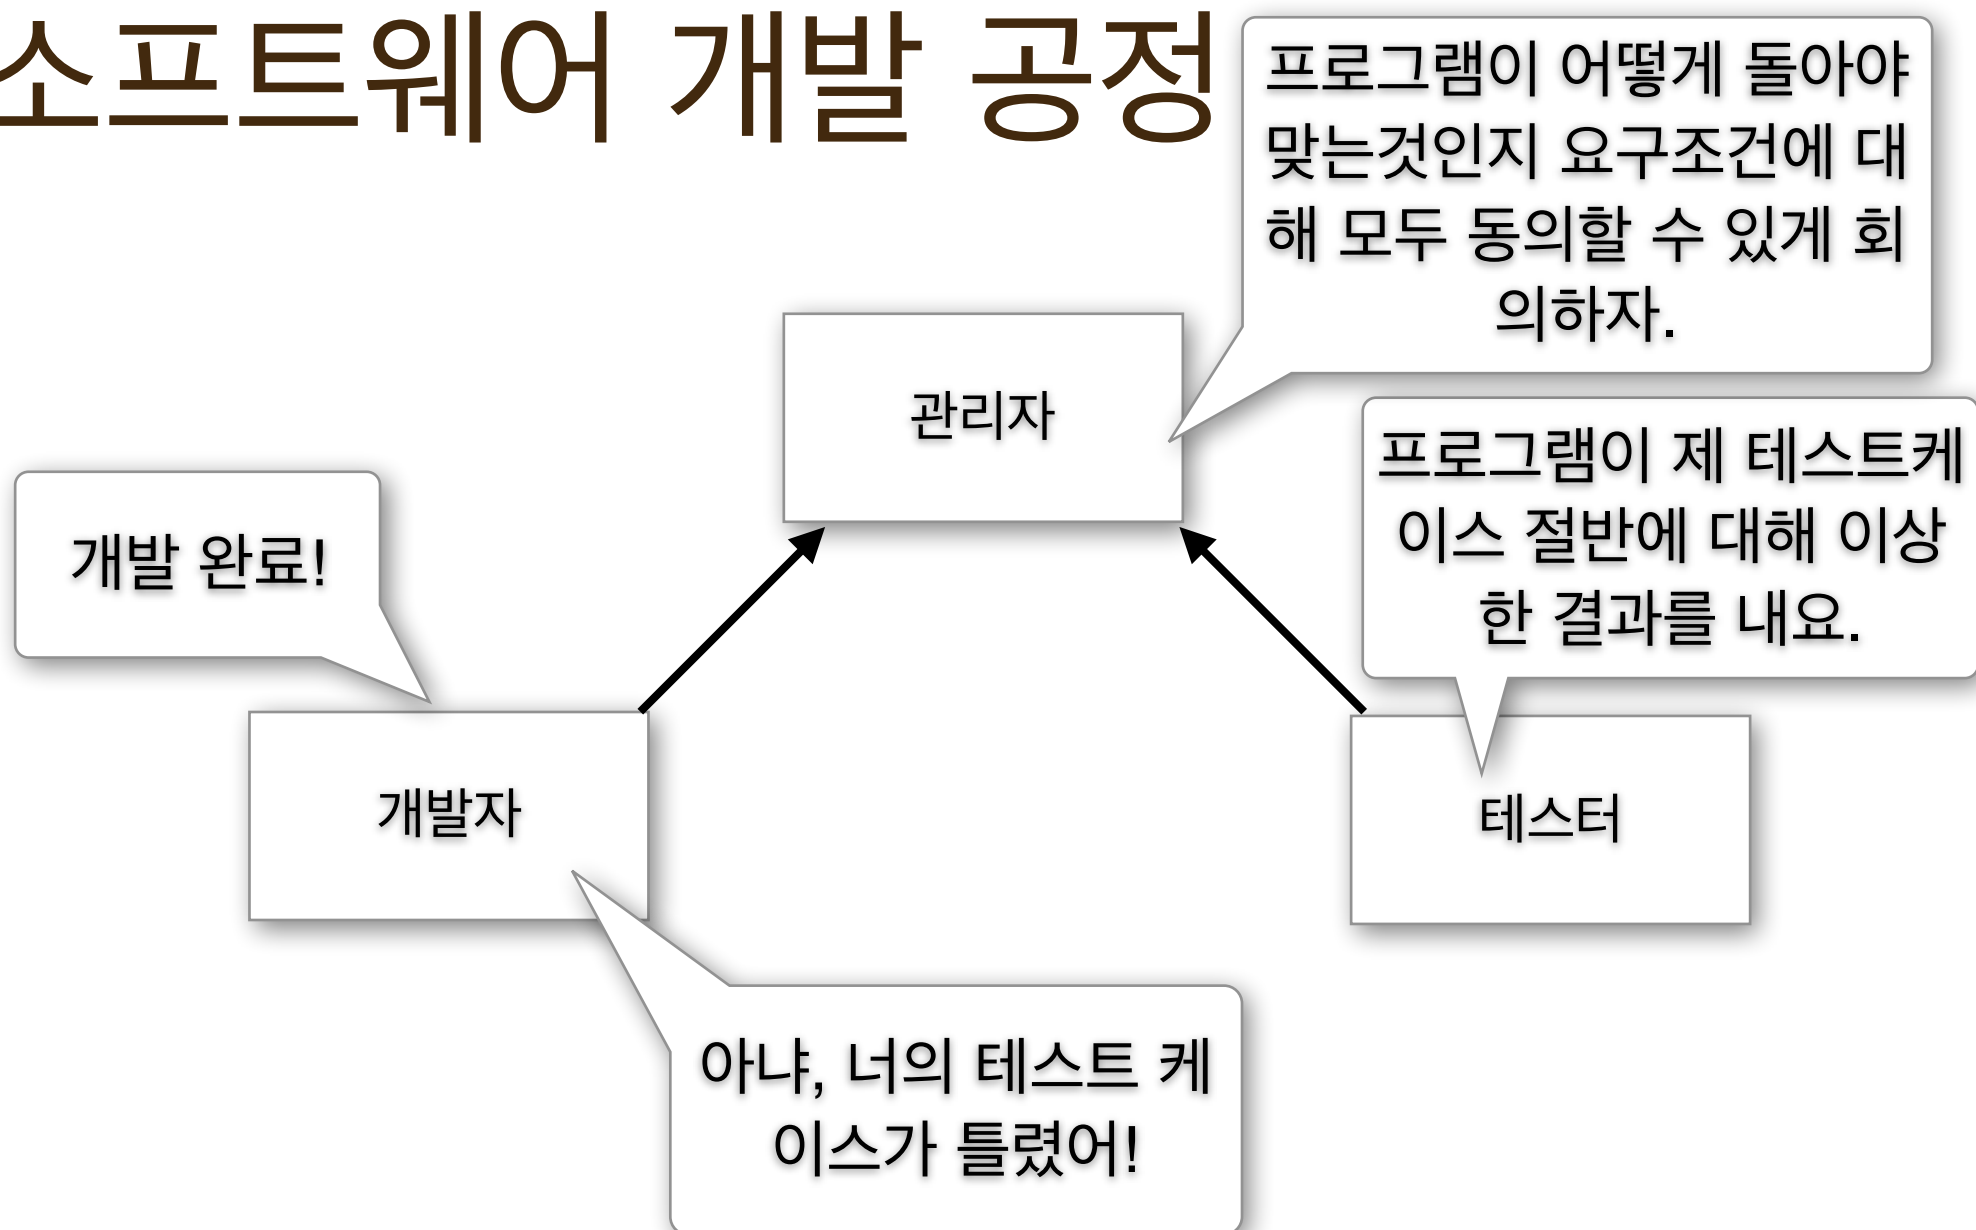 소프트웨어 개발 공정
프로그램이 어떻게 돌아야
맞는것인지 요구조건에 대
해 모두 동의할 수 있게 회
의하자.
관리자
프로그램이 제 테스트케
이스 절반에 대해 이상
한 결과를 내요.
개발 완료!
개발자
테스터
아냐, 너의 테스트 케
이스가 틀렸어!